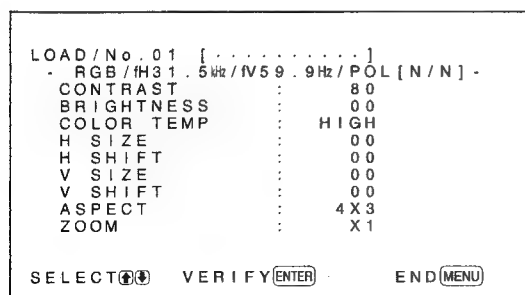 LOAD/No.01 [..........]
- RGB/fH31.5kHz/fV59.9Hz/POL[N/N]-
CONTRAST : 80
BRIGHTNESS : 00
COLOR TEMP : HIGH
H SIZE : 00
H SHIFT : 00
V SIZE : 00
V SHIFT : 00
ASPECT : 4X3
ZOOM : X1
SELECT⬆⬇ VERIFY ENTER END MENU